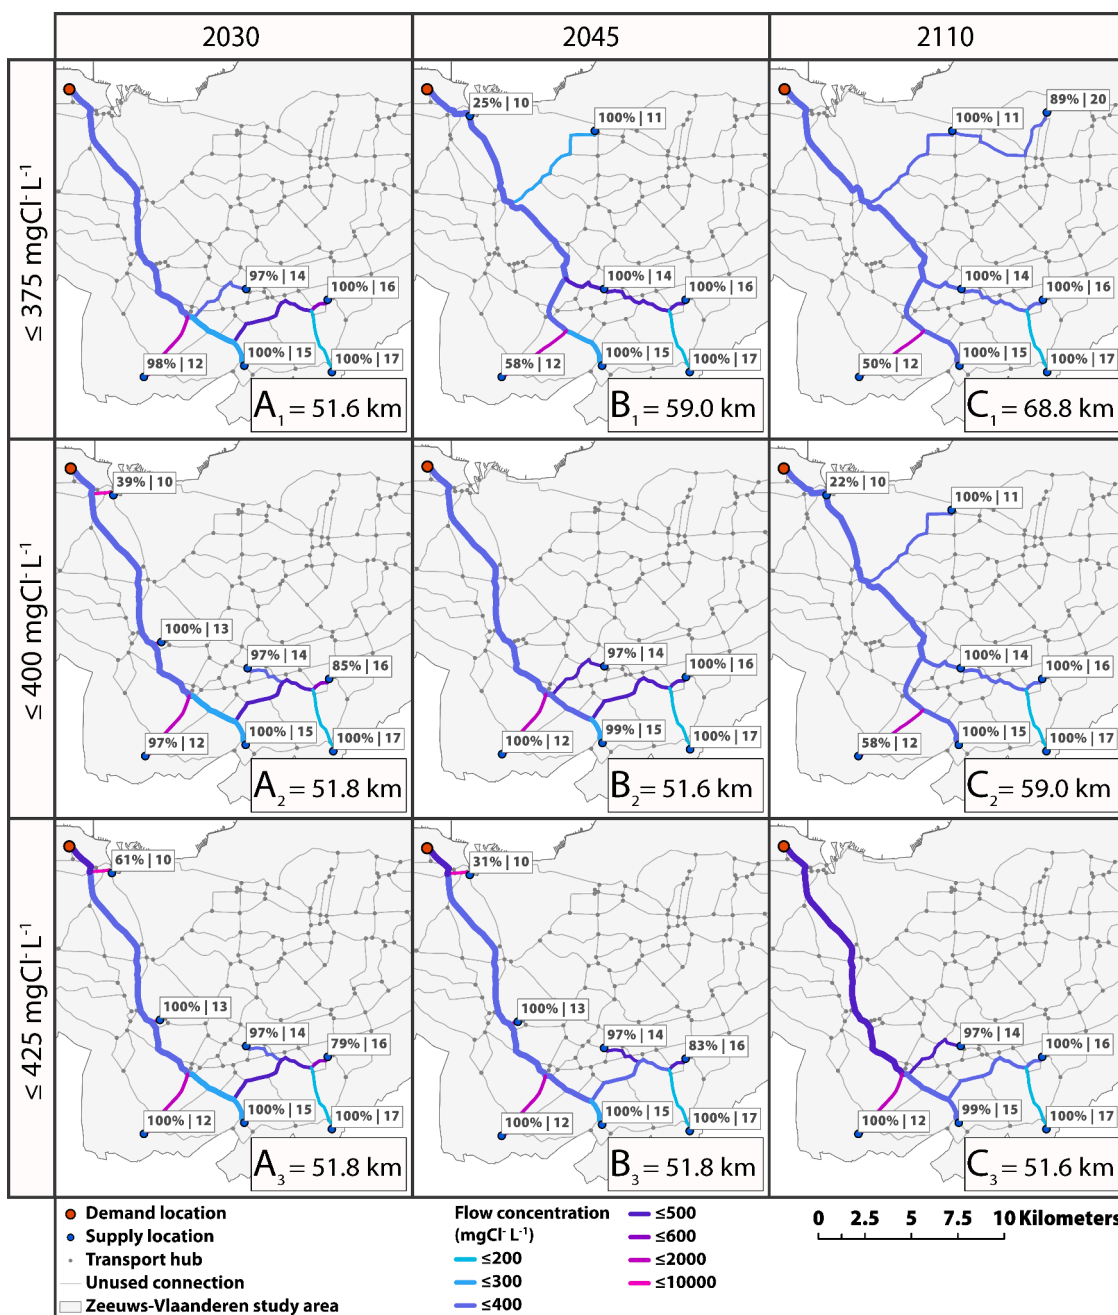 2030
2045
2110
≤ 375 mgCl⁻ L⁻¹
97% | 14
100% | 16
98% | 12
100% | 15
100% | 17
A₁ = 51.6 km
25% | 10
100% | 11
100% | 14
100% | 16
58% | 12
100% | 15
100% | 17
B₁ = 59.0 km
89% | 20
100% | 11
100% | 14
100% | 16
50% | 12
100% | 15
100% | 17
C₁ = 68.8 km
≤ 400 mgCl⁻ L⁻¹
39% | 10
100% | 13
97% | 14
85% | 16
97% | 12
100% | 15
100% | 17
A₂ = 51.8 km
97% | 14
100% | 16
100% | 12
99% | 15
100% | 17
B₂ = 51.6 km
22% | 10
100% | 11
100% | 14
100% | 16
58% | 12
100% | 15
100% | 17
C₂ = 59.0 km
≤ 425 mgCl⁻ L⁻¹
61% | 10
100% | 13
97% | 14
79% | 16
100% | 12
100% | 15
100% | 17
A₃ = 51.8 km
31% | 10
100% | 13
97% | 14
83% | 16
100% | 12
100% | 15
100% | 17
B₃ = 51.8 km
97% | 14
100% | 16
100% | 12
99% | 15
100% | 17
C₃ = 51.6 km
Demand location
Supply location
Transport hub
Unused connection
Zeeuws-Vlaanderen study area
Flow concentration
(mgCl⁻ L⁻¹)
≤200
≤300
≤400
≤500
≤600
≤2000
≤10000
0 2.5 5 7.5 10 Kilometers